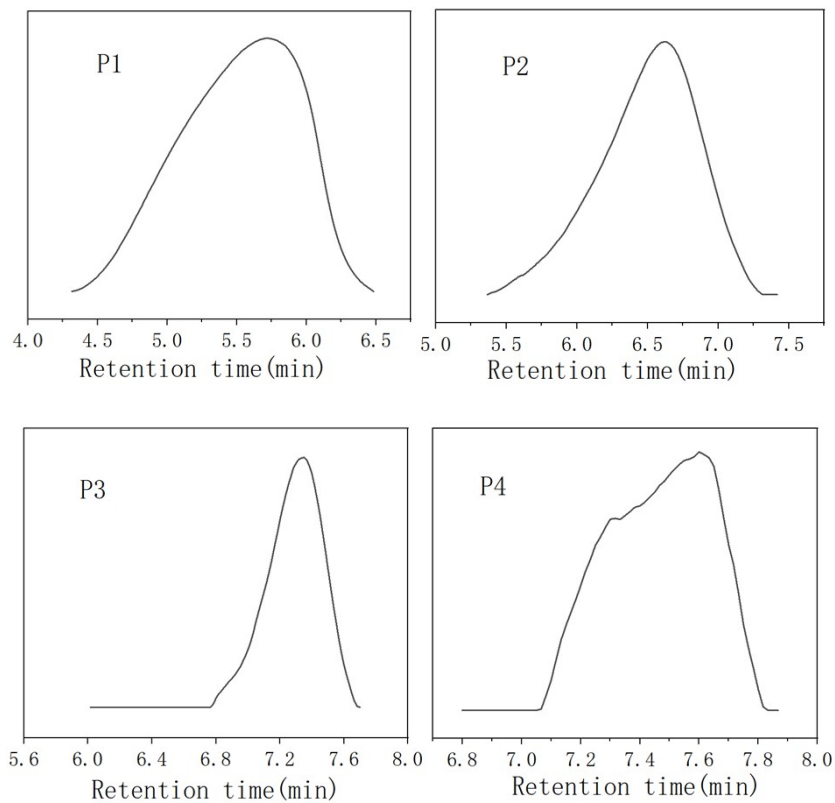 P1
4.0 4.5 5.0 5.5 6.0 6.5
Retention time(min)
P2
5.0 5.5 6.0 6.5 7.0 7.5
Retention time(min)
P3
5.6 6.0 6.4 6.8 7.2 7.6 8.0
Retention time(min)
P4
6.8 7.0 7.2 7.4 7.6 7.8 8.0
Retention time(min)